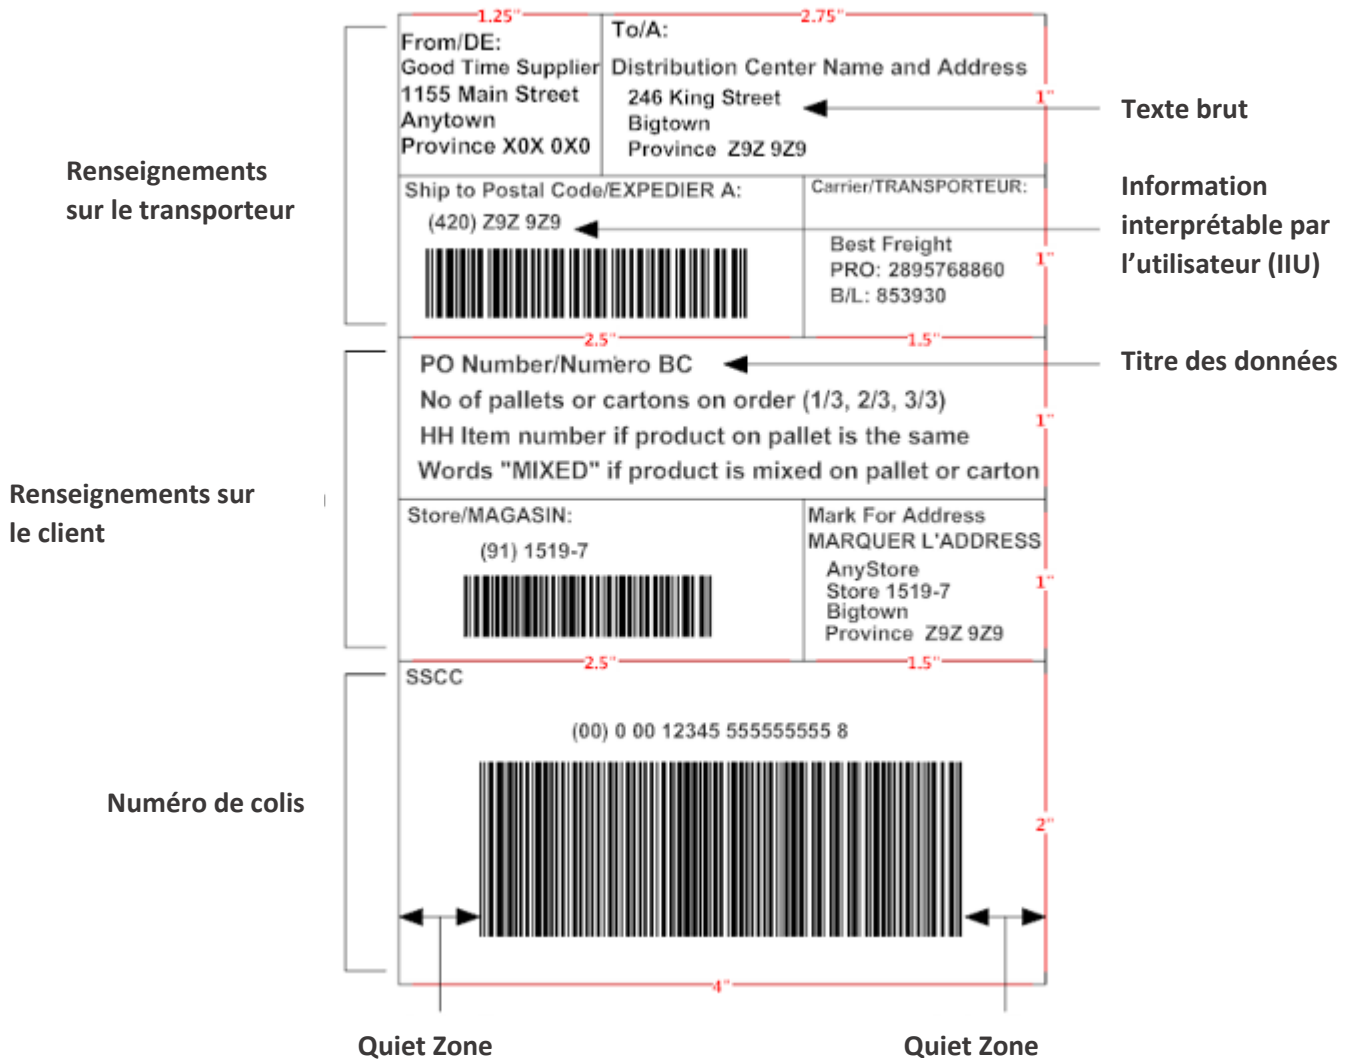 1.25"
2.75"
From/DE:
Good Time Supplier
1155 Main Street
Anytown
Province X0X 0X0
To/A:
Distribution Center Name and Address
246 King Street
Bigtown
Province Z9Z 9Z9
1"
Texte brut
Renseignements
sur le transporteur
Ship to Postal Code/EXPEDIER A:
(420) Z9Z 9Z9
Carrier/TRANSPORTEUR:
Best Freight
PRO: 2895768860
B/L: 853930
1"
Information
interprétable par
l'utilisateur (IIU)
2.5"
1.5"
PO Number/Numero BC
No of pallets or cartons on order (1/3, 2/3, 3/3)
HH Item number if product on pallet is the same
Words "MIXED" if product is mixed on pallet or carton
1"
Titre des données
Renseignements sur
le client
Store/MAGASIN:
(91) 1519-7
Mark For Address
MARQUER L'ADDRESS
AnyStore
Store 1519-7
Bigtown
Province Z9Z 9Z9
1"
2.5"
1.5"
SSCC
(00) 0 00 12345 555555555 8
2"
Numéro de colis
4"
Quiet Zone
Quiet Zone